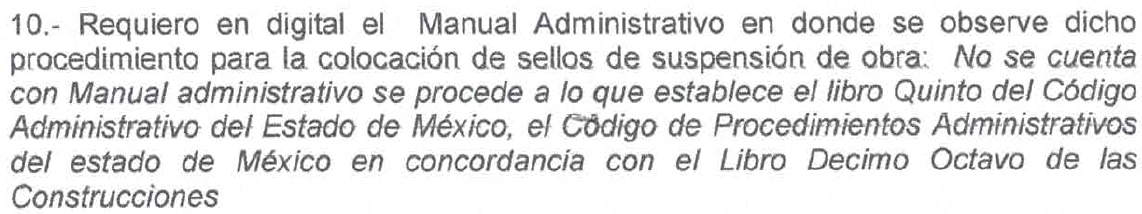 10.- Requiero en digital el Manual Administrativo en donde se observe dicho
procedimiento para la colocación de sellos de suspensión de obra: No se cuenta
con Manual administrativo se procede a lo que establece el libro Quinto del Código
Administrativo del Estado de México, el Código de Procedimientos Administrativos
del estado de México en concordancia con el Libro Decimo Octavo de las
Construcciones